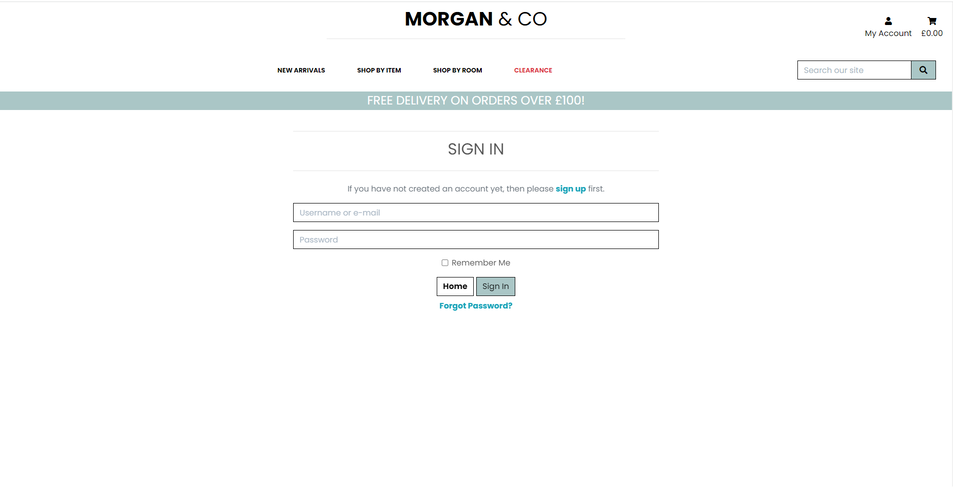 MORGAN & CO
My Account £0.00
NEW ARRIVALS SHOP BY ITEM SHOP BY ROOM CLEARANCE
Search our site
FREE DELIVERY ON ORDERS OVER £100!
SIGN IN
If you have not created an account yet, then please sign up first.
Username or e-mail
Password
Remember Me
Home Sign In
Forgot Password?